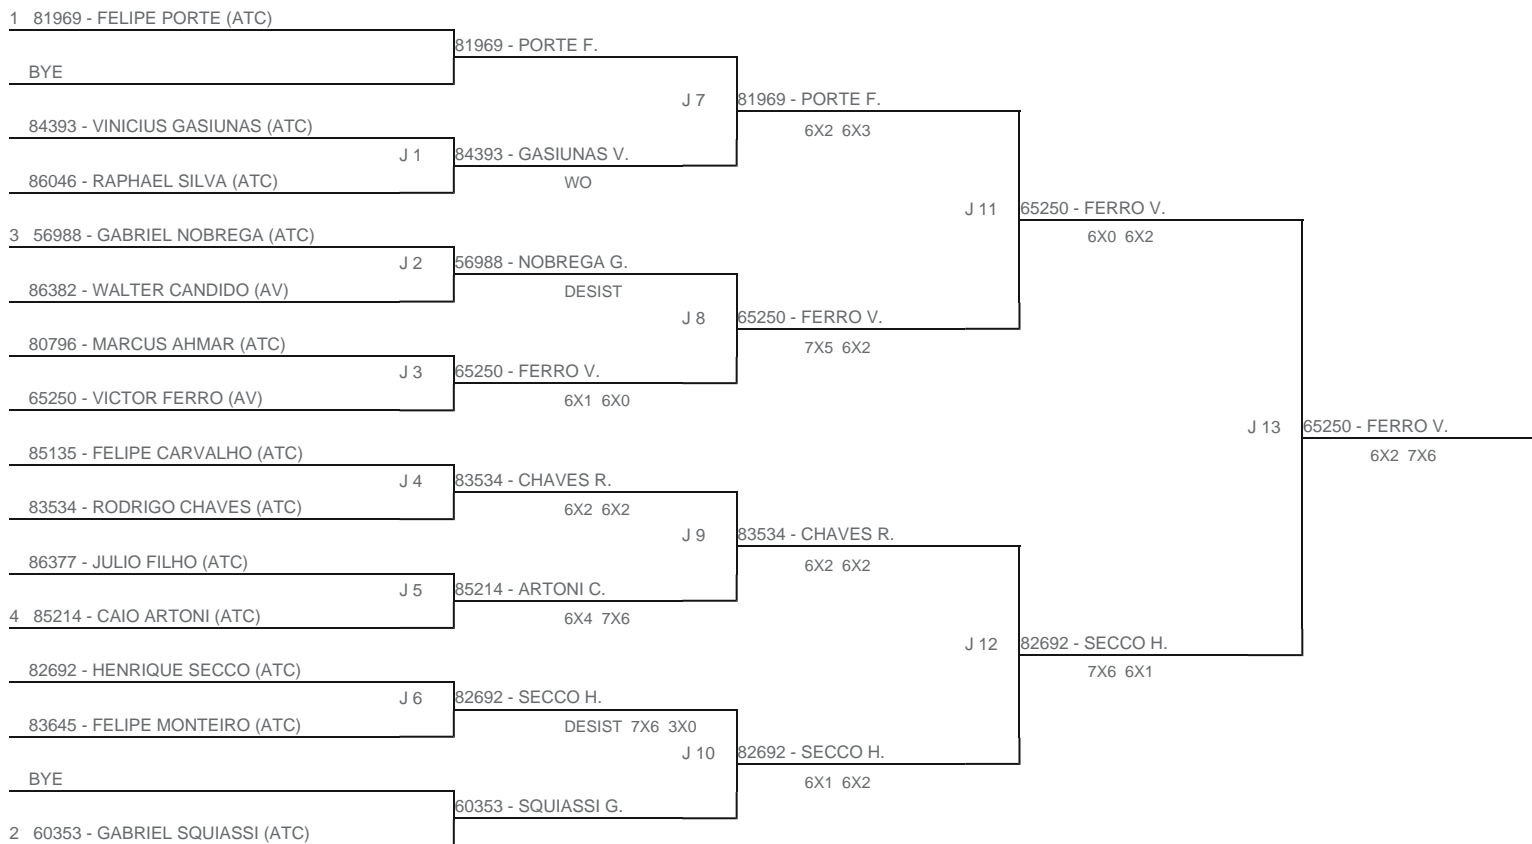 1 81969 - FELIPE PORTE (ATC)
BYE
84393 - VINICIUS GASIUNAS (ATC)
86046 - RAPHAEL SILVA (ATC)
3 56988 - GABRIEL NOBREGA (ATC)
86382 - WALTER CANDIDO (AV)
80796 - MARCUS AHMAR (ATC)
65250 - VICTOR FERRO (AV)
85135 - FELIPE CARVALHO (ATC)
83534 - RODRIGO CHAVES (ATC)
86377 - JULIO FILHO (ATC)
4 85214 - CAIO ARTONI (ATC)
82692 - HENRIQUE SECCO (ATC)
83645 - FELIPE MONTEIRO (ATC)
BYE
2 60353 - GABRIEL SQUIASSI (ATC)
J 1
J 2
J 3
J 4
J 5
J 6
81969 - PORTE F.
84393 - GASIUNAS V.
WO
56988 - NOBREGA G.
DESIST
65250 - FERRO V.
6X1 6X0
83534 - CHAVES R.
6X2 6X2
85214 - ARTONI C.
6X4 7X6
82692 - SECCO H.
DESIST 7X6 3X0
60353 - SQUIASSI G.
J 7
J 8
J 9
J 10
81969 - PORTE F.
6X2 6X3
65250 - FERRO V.
7X5 6X2
83534 - CHAVES R.
6X2 6X2
82692 - SECCO H.
6X1 6X2
J 11
J 12
65250 - FERRO V.
6X0 6X2
82692 - SECCO H.
7X6 6X1
J 13
65250 - FERRO V.
6X2 7X6